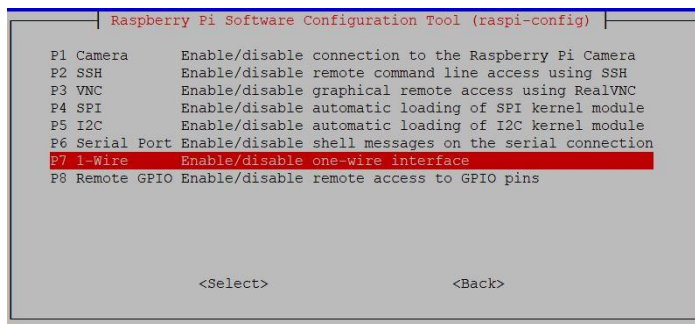 Raspberry Pi Software Configuration Tool (raspi-config)
P1 Camera Enable/disable connection to the Raspberry Pi Camera
P2 SSH Enable/disable remote command line access using SSH
P3 VNC Enable/disable graphical remote access using RealVNC
P4 SPI Enable/disable automatic loading of SPI kernel module
P5 I2C Enable/disable automatic loading of I2C kernel module
P6 Serial Port Enable/disable shell messages on the serial connection
P7 1-Wire Enable/disable one-wire interface
P8 Remote GPIO Enable/disable remote access to GPIO pins
<Select> <Back>